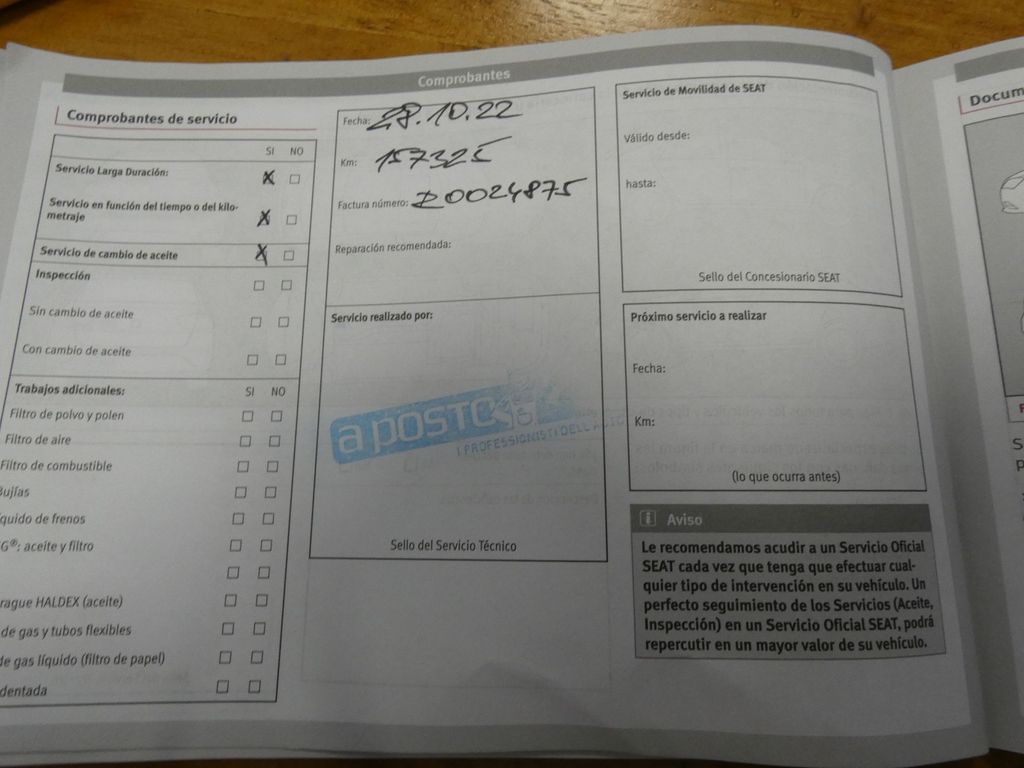 Comprobantes
Comprobantes de servicio
SI NO
Servicio Larga Duración: X
Servicio en función del tiempo o del kilo-
metraje X
Servicio de cambio de aceite X
Inspección
Sin cambio de aceite
Con cambio de aceite
Trabajos adicionales: SI NO
Filtro de polvo y polen
Filtro de aire
Filtro de combustible
Bujías
quido de frenos
G®: aceite y filtro
rague HALDEX (aceite)
de gas y tubos flexibles
de gas líquido (filtro de papel)
dentada
Fecha: 28.10.22
Km: 157325
Factura número: 20024875
Reparación recomendada:
Servicio realizado por:
a posto
I PROFESSIONISTI DELL'AUTO
Sello del Servicio Técnico
Servicio de Movilidad de SEAT
Válido desde:
hasta:
Sello del Concesionario SEAT
Próximo servicio a realizar
Fecha:
Km:
(lo que ocurra antes)
i Aviso
Le recomendamos acudir a un Servicio Oficial
SEAT cada vez que tenga que efectuar cual-
quier tipo de intervención en su vehículo. Un
perfecto seguimiento de los Servicios (Aceite,
Inspección) en un Servicio Oficial SEAT, podrá
repercutir en un mayor valor de su vehículo.
Docum